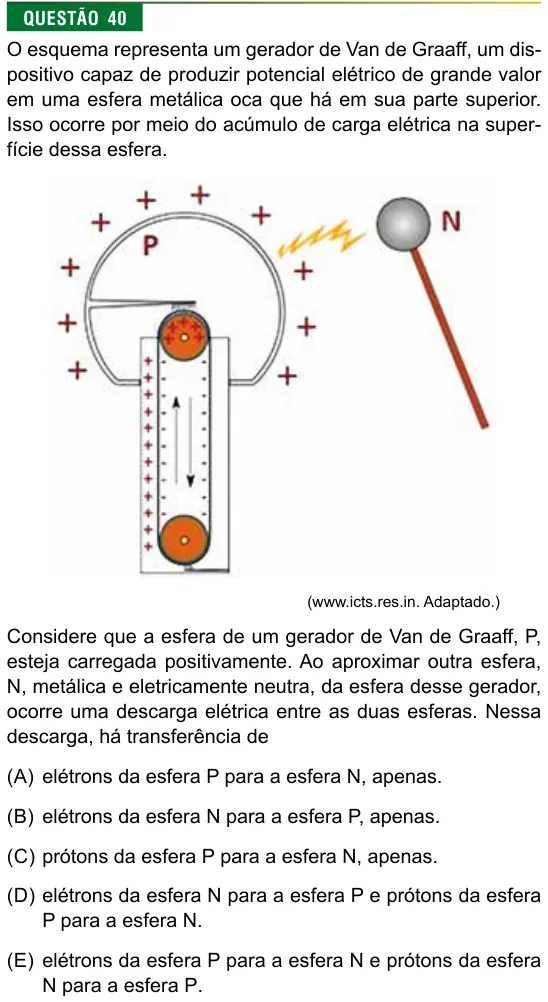 QUESTÃO 40
O esquema representa um gerador de Van de Graaff, um dis-
positivo capaz de produzir potencial elétrico de grande valor
em uma esfera metálica oca que há em sua parte superior.
Isso ocorre por meio do acúmulo de carga elétrica na super-
fície dessa esfera.
P
N
(www.icts.res.in. Adaptado.)
Considere que a esfera de um gerador de Van de Graaff, P,
esteja carregada positivamente. Ao aproximar outra esfera,
N, metálica e eletricamente neutra, da esfera desse gerador,
ocorre uma descarga elétrica entre as duas esferas. Nessa
descarga, há transferência de
(A) elétrons da esfera P para a esfera N, apenas.
(B) elétrons da esfera N para a esfera P, apenas.
(C) prótons da esfera P para a esfera N, apenas.
(D) elétrons da esfera N para a esfera P e prótons da esfera
P para a esfera N.
(E) elétrons da esfera P para a esfera N e prótons da esfera
N para a esfera P.